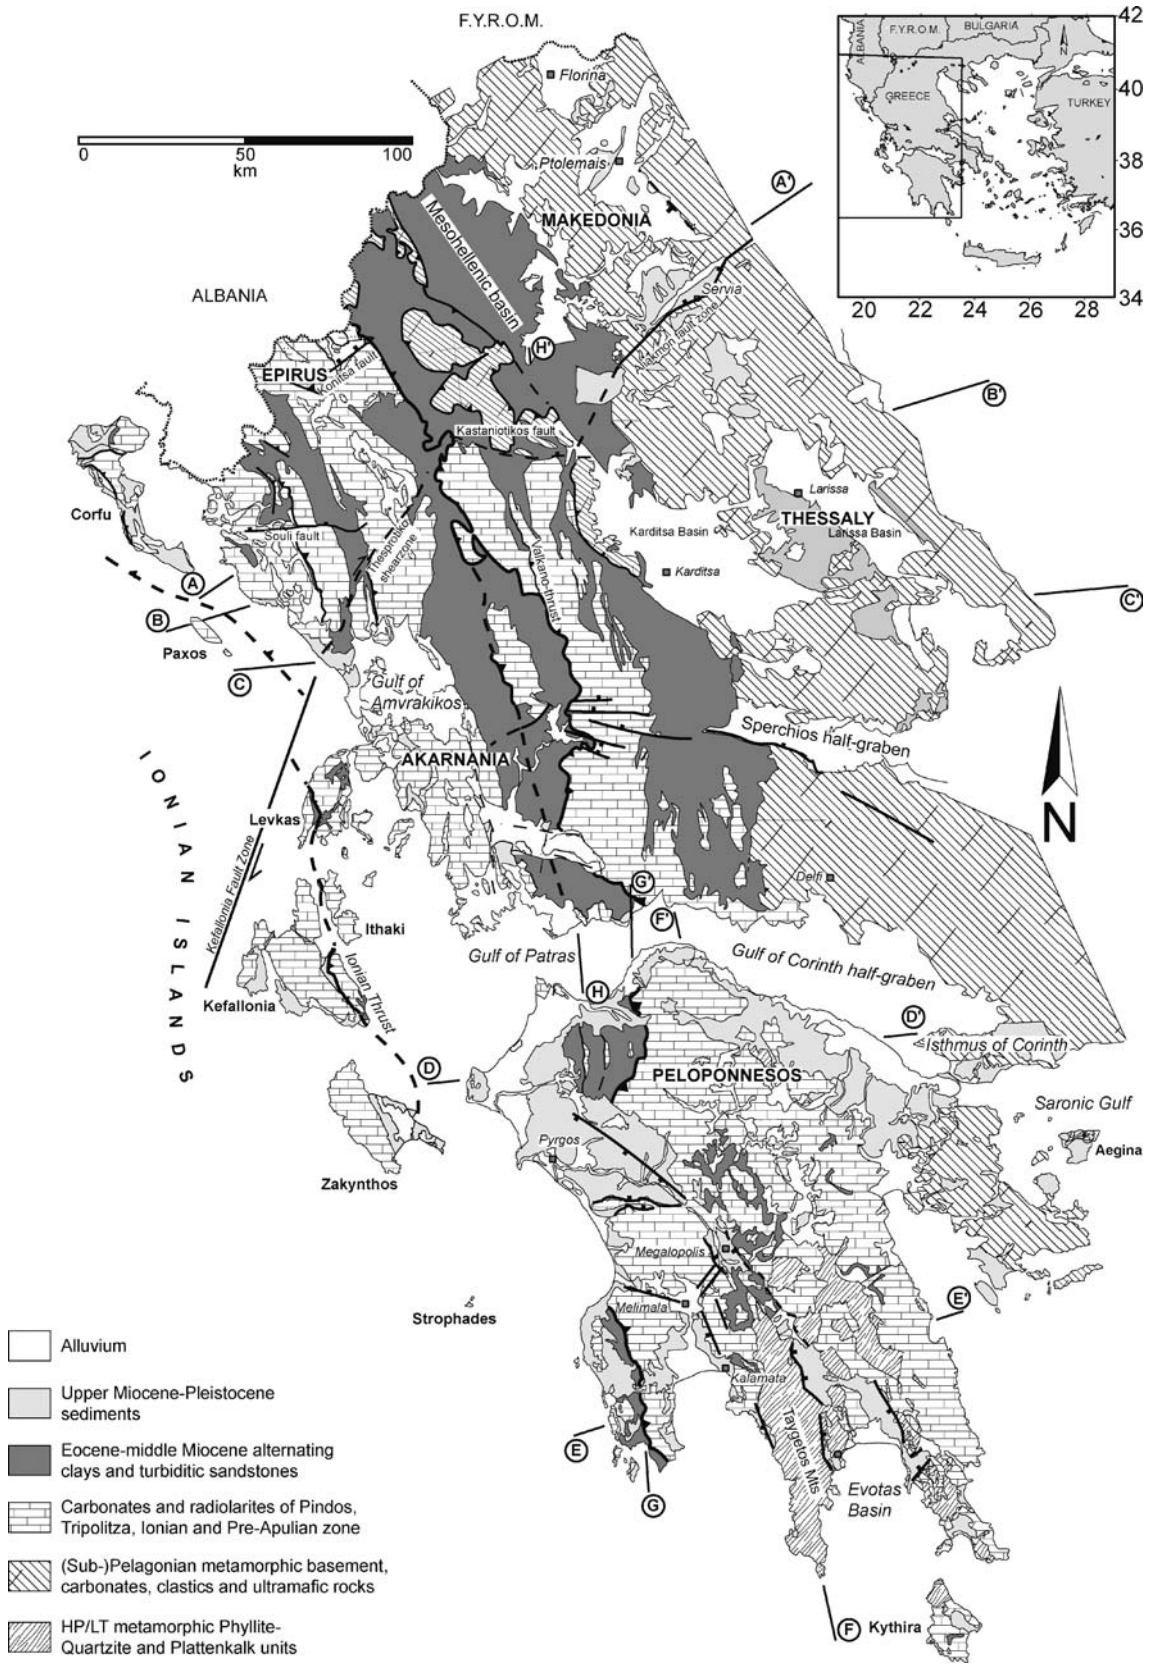 F.Y.R.O.M.
Florina
0 50 100
km
Ptolemais
A'
MAKEDONIA
Mesohellenic basin
ALBANIA
Servia
H'
EPIRUS
Konitsa fault
B'
Kastaniotikos fault
Larissa
THESSALY
Larissa Basin
Corfu
Souli fault
Thesprotiko
shearzone
Karditsa Basin
Valkano-thrust
Karditsa
A
B
C'
Paxos
C
Gulf of
Amvrakikos
Sperchios half-graben
AKARNANIA
N
Levkas
Kefallonia Fault Zone
IONIAN ISLANDS
Delfi
G'
F'
Ithaki
Gulf of Patras
Gulf of Corinth half-graben
Ionian Thrust
Kefallonia
H
D'
Isthmus of Corinth
D
PELOPONNESOS
Saronic Gulf
Pyrgos
Aegina
Zakynthos
Megalopolis
Melimala
E'
Strophades
Kalamata
Taygetos Mts
E
G
Evotas
Basin
F
Kythira
ALBANIA
F.Y.R.O.M.
BULGARIA
N
GREECE
TURKEY
42
40
38
36
34
20 22 24 26 28
Alluvium
Upper Miocene-Pleistocene
sediments
Eocene-middle Miocene alternating
clays and turbiditic sandstones
Carbonates and radiolarites of Pindos,
Tripolitza, Ionian and Pre-Apulian zone
(Sub-)Pelagonian metamorphic basement,
carbonates, clastics and ultramafic rocks
HP/LT metamorphic Phyllite-
Quartzite and Plattenkalk units